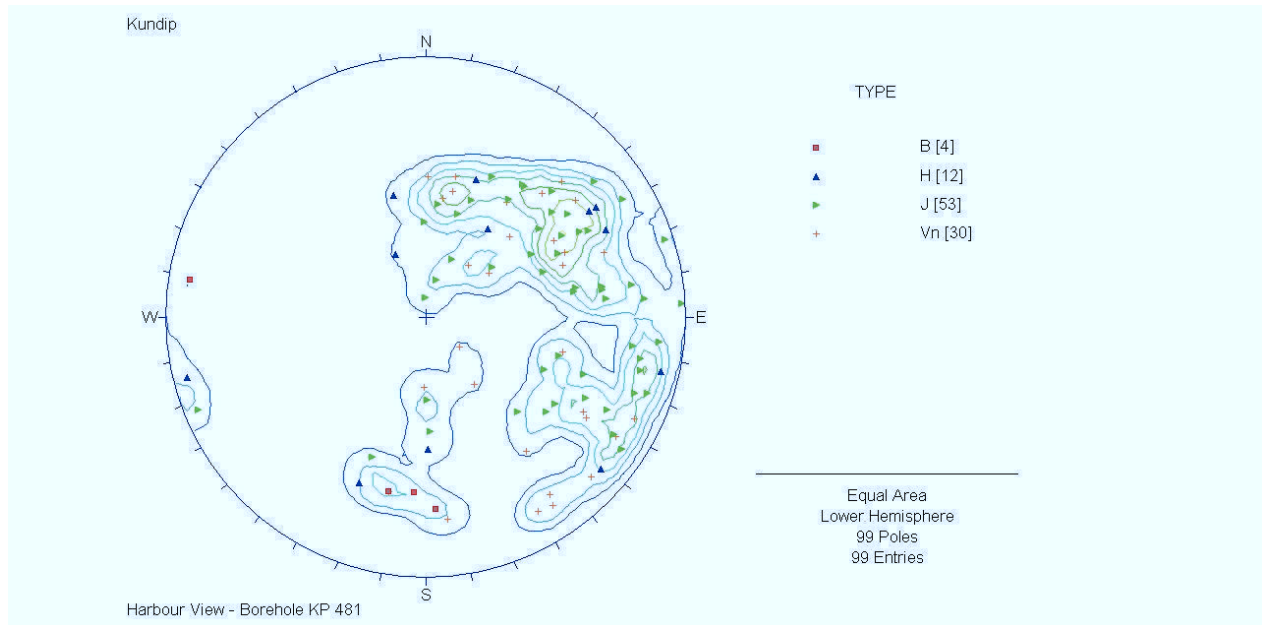 Kundip
N
TYPE
B [4]
H [12]
J [53]
Vn [30]
W
E
Equal Area
Lower Hemisphere
99 Poles
99 Entries
S
Harbour View - Borehole KP 481